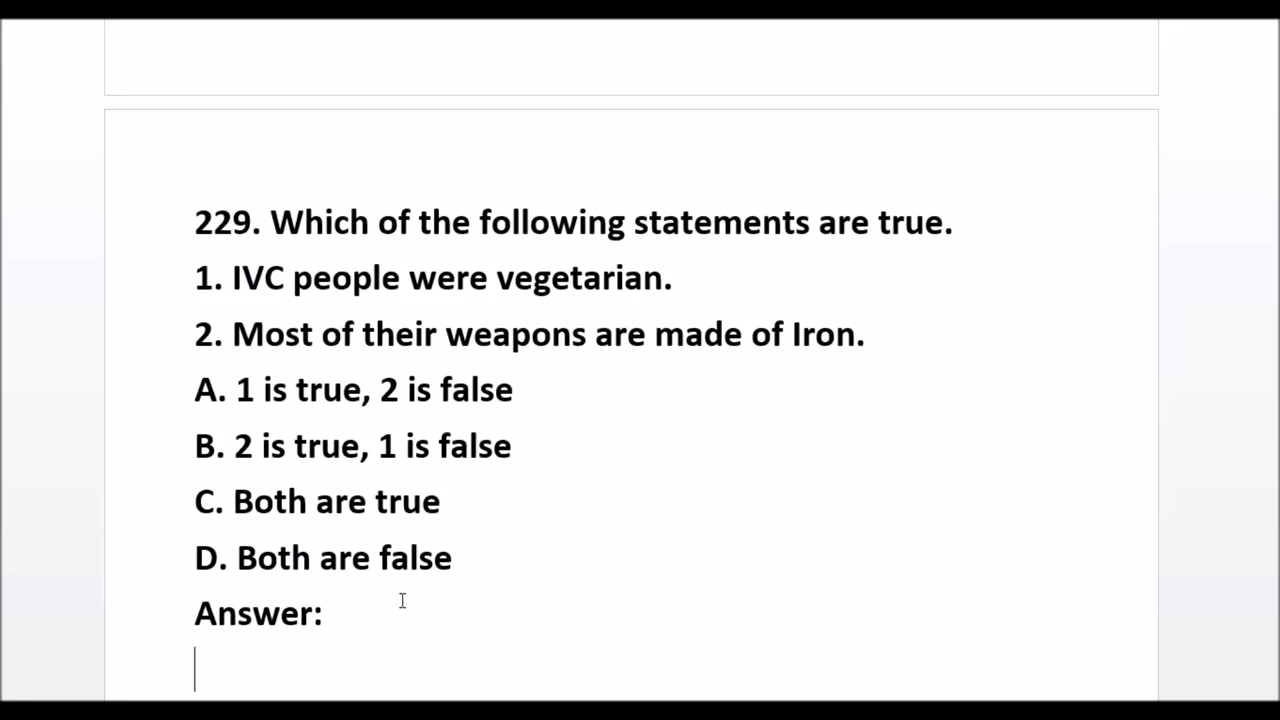 229. Which of the following statements are true.
1. IVC people were vegetarian.
2. Most of their weapons are made of Iron.
A. 1 is true, 2 is false
B. 2 is true, 1 is false
C. Both are true
D. Both are false
Answer: